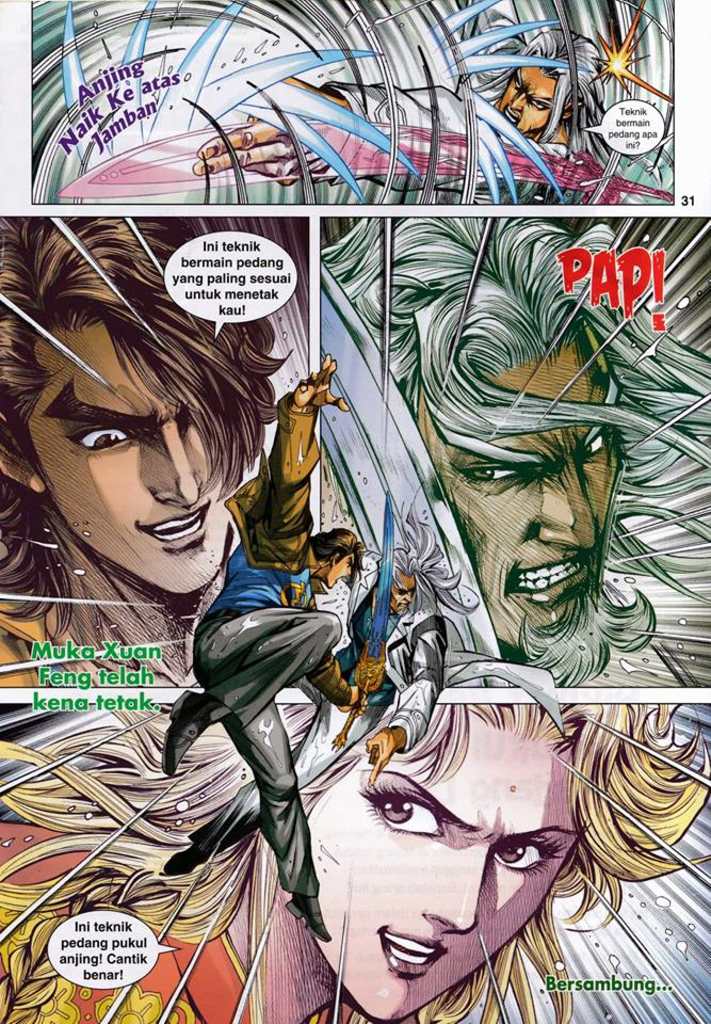 Anjing
Naik Ke atas
Jamban
Teknik
bermain
pedang apa
ini?
31
Ini teknik
bermain pedang
yang paling sesuai
untuk menetak
kau!
PAP!
Muka Xuan
Feng telah
kena tetak.
Ini teknik
pedang pukul
anjing! Cantik
benar!
Bersambung...